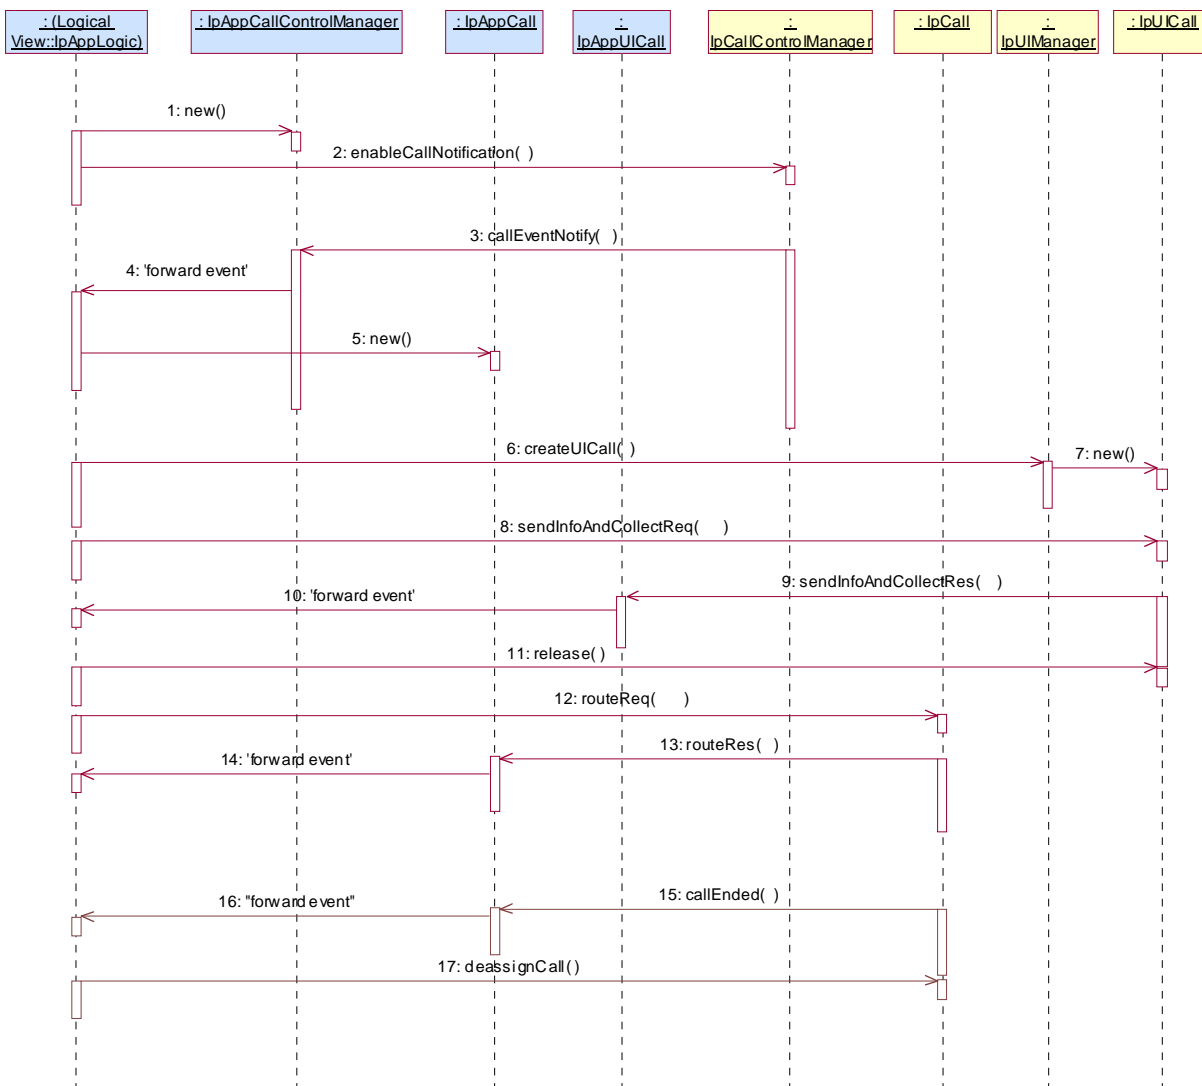 : (Logical
View::IpAppLogic)
: IpAppCallControlManager
: IpAppCall
:
IpAppUICall
:
IpCallControlManager
: IpCall
:
IpUIManager
: IpUICall
1: new()
2: enableCallNotification( )
3: callEventNotify( )
4: 'forward event'
5: new()
6: createUICall( )
7: new()
8: sendInfoAndCollectReq( )
9: sendInfoAndCollectRes( )
10: 'forward event'
11: release( )
12: routeReq( )
13: routeRes( )
14: 'forward event'
15: callEnded( )
16: "forward event"
17: deassignCall( )